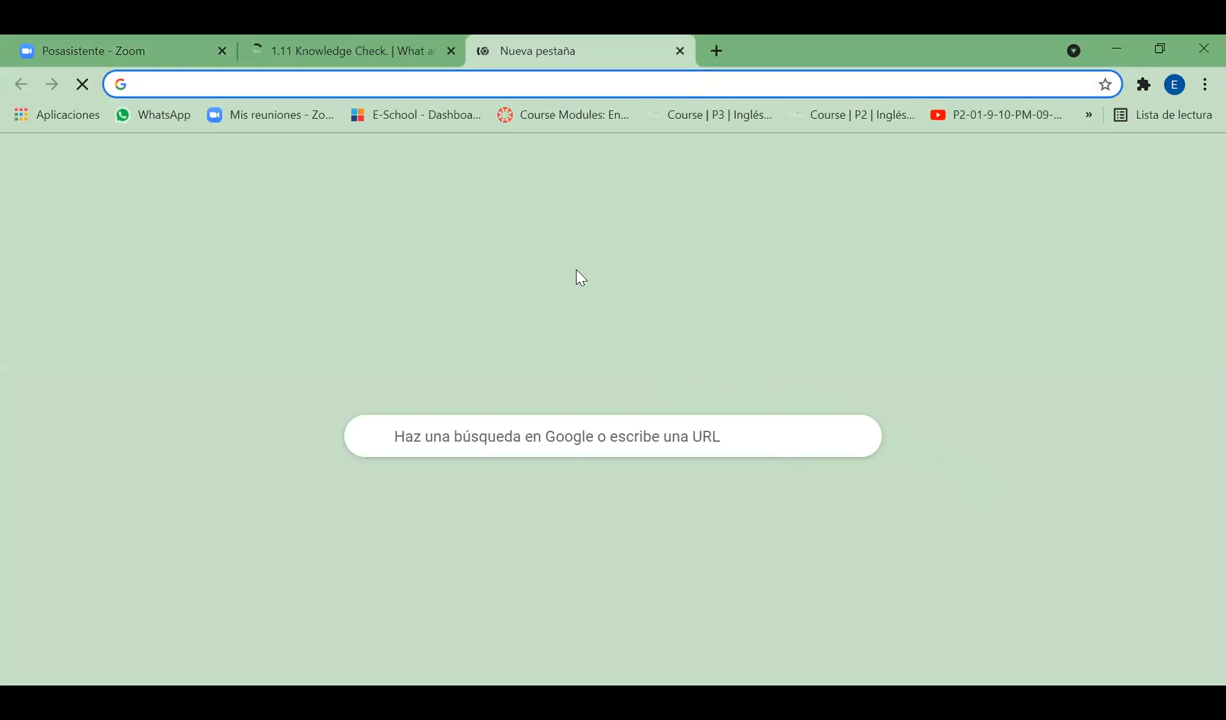 Posasistente - Zoom
1.11 Knowledge Check. | What ar
Nueva pestaña
Aplicaciones
WhatsApp
Mis reuniones - Zo...
E-School - Dashboa...
Course Modules: En...
Course | P3 | Inglés...
Course | P2 | Inglés...
P2-01-9-10-PM-09-...
»
Lista de lectura
E
Haz una búsqueda en Google o escribe una URL